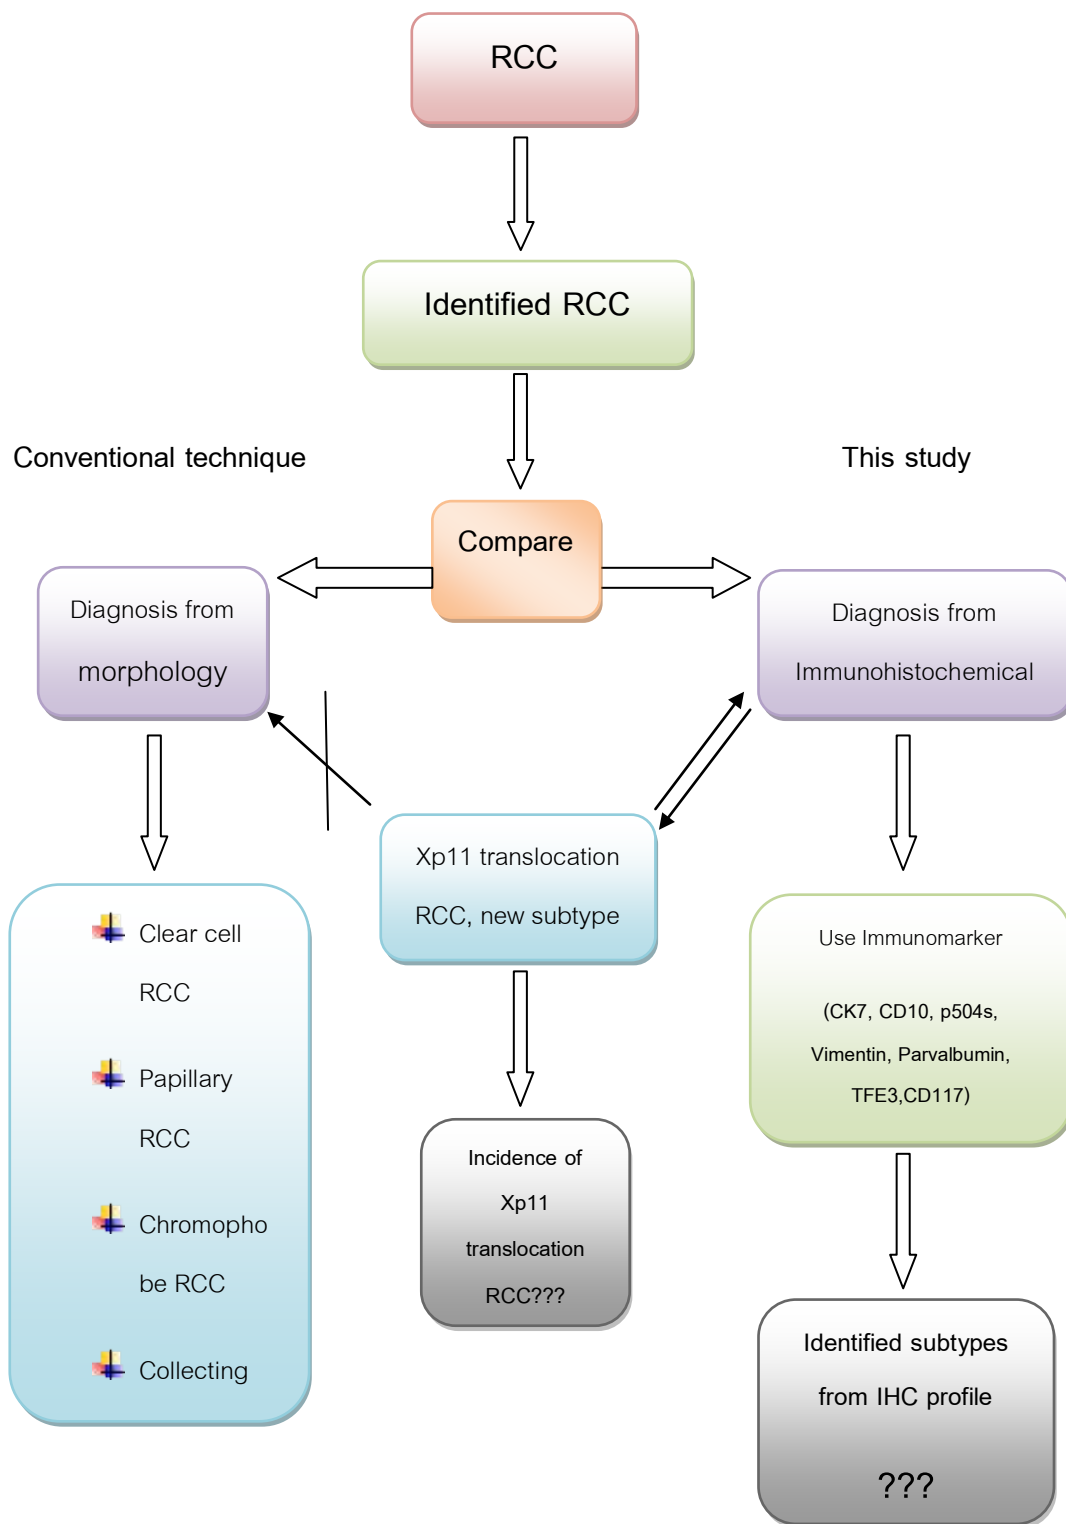 RCC
Identified RCC
Conventional technique
This study
Compare
Diagnosis from
morphology
Diagnosis from
Immunohistochemical
Xp11 translocation
RCC, new subtype
Clear cell
RCC
Papillary
RCC
Chromopho
be RCC
Collecting
Incidence of
Xp11
translocation
RCC???
Use Immunomarker
(CK7, CD10, p504s,
Vimentin, Parvalbumin,
TFE3,CD117)
Identified subtypes
from IHC profile
???